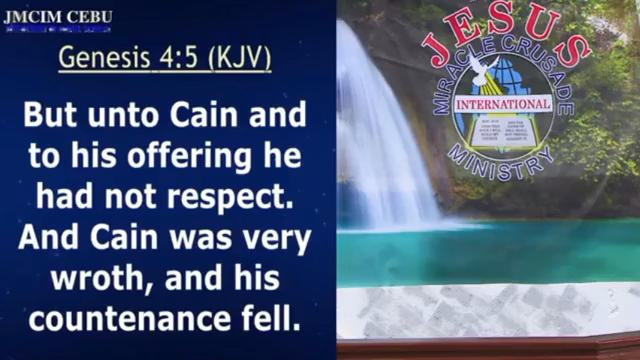 JMCIM CEBU
Genesis 4:5 (KJV)
But unto Cain and
to his offering he
had not respect.
And Cain was very
wroth, and his
countenance fell.
JESUS
MIRACLE CRUSADE
INTERNATIONAL
MINISTRY